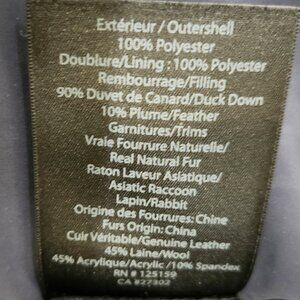 Extérieur / Outershell
100% Polyester
Doublure/Lining : 100% Polyester
Rembourrage/Filling
90% Duvet de Canard/Duck Down
10% Plume/Feather
Garnitures/Trims
Vraie Fourrure Naturelle/
Real Natural Fur
Raton Laveur Asiatique/
Asiatic Raccoon
Lapin/Rabbit
Origine des Fourrures: Chine
Furs Origin: China
Cuir Véritable/Genuine Leather
45% Laine/Wool
45% Acrylique/Acrylic /10% Spandex
RN # 125159
CA #27302